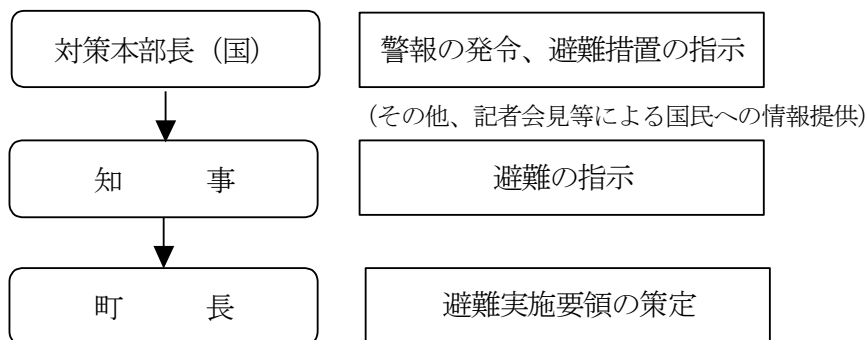 対策本部長（国） 警報の発令、避難措置の指示
（その他、記者会見等による国民への情報提供）
知　　事 避難の指示
町　　長 避難実施要領の策定